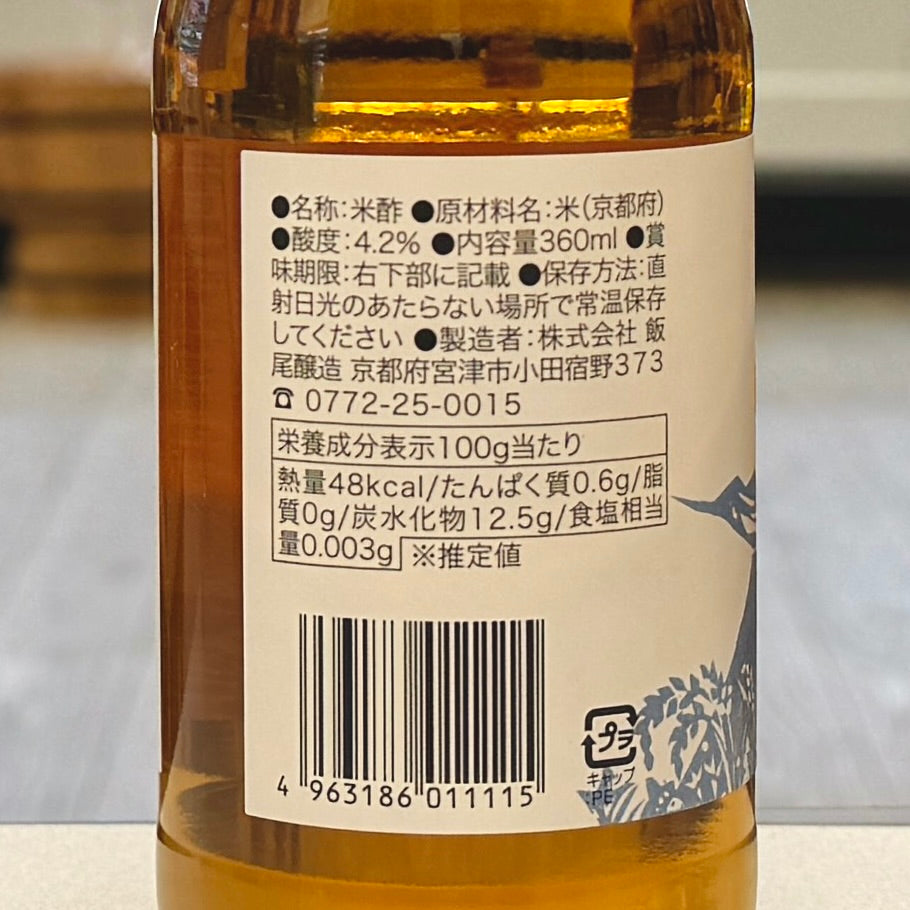 ●名称：米酢 ●原材料名：米（京都府）
●酸度：4.2% ●内容量360ml ●賞
味期限：右下部に記載 ●保存方法：直
射日光のあたらない場所で常温保存
してください ●製造者：株式会社 飯
尾醸造 京都府宮津市小田宿野373
☎ 0772-25-0015
栄養成分表示100g当たり
熱量48kcal/たんぱく質0.6g/脂
質0g/炭水化物12.5g/食塩相当
量0.003g ※推定値
プラ
キャップ
:PE
4 963186 011115